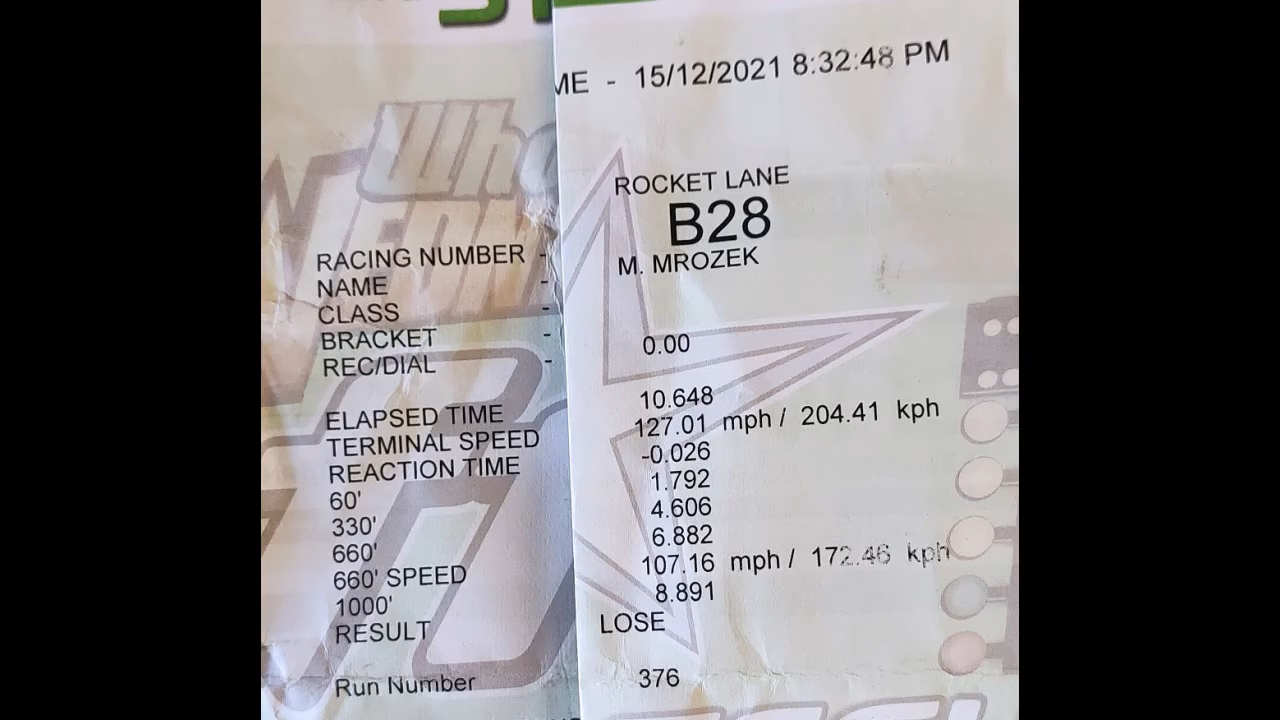 ME - 15/12/2021 8:32:48 PM
ROCKET LANE
RACING NUMBER - B28
NAME - M. MROZEK
CLASS -
BRACKET -
REC/DIAL - 0.00
ELAPSED TIME 10.648
TERMINAL SPEED 127.01 mph / 204.41 kph
REACTION TIME -0.026
60' 1.792
330' 4.606
660' 6.882
660' SPEED 107.16 mph / 172.46 kph
1000' 8.891
RESULT LOSE
Run Number 376